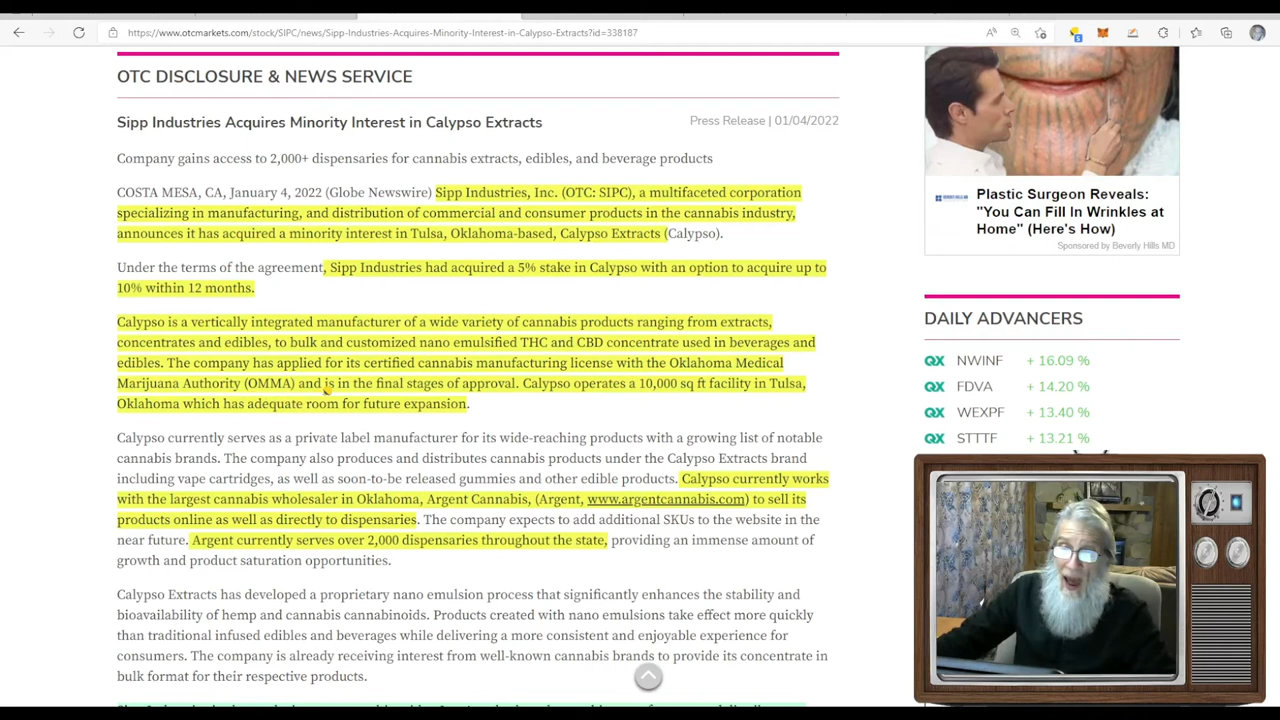 https://www.otcmarkets.com/stock/SIPC/news/Sipp-Industries-Acquires-Minority-Interest-in-Calypso-Extracts?id=338187
OTC DISCLOSURE & NEWS SERVICE
Sipp Industries Acquires Minority Interest in Calypso Extracts
Press Release | 01/04/2022
Company gains access to 2,000+ dispensaries for cannabis extracts, edibles, and beverage products
COSTA MESA, CA, January 4, 2022 (Globe Newswire) Sipp Industries, Inc. (OTC: SIPC), a multifaceted corporation
specializing in manufacturing, and distribution of commercial and consumer products in the cannabis industry,
announces it has acquired a minority interest in Tulsa, Oklahoma-based, Calypso Extracts (Calypso).
Under the terms of the agreement, Sipp Industries had acquired a 5% stake in Calypso with an option to acquire up to
10% within 12 months.
Calypso is a vertically integrated manufacturer of a wide variety of cannabis products ranging from extracts,
concentrates and edibles, to bulk and customized nano emulsified THC and CBD concentrate used in beverages and
edibles. The company has applied for its certified cannabis manufacturing license with the Oklahoma Medical
Marijuana Authority (OMMA) and is in the final stages of approval. Calypso operates a 10,000 sq ft facility in Tulsa,
Oklahoma which has adequate room for future expansion.
Calypso currently serves as a private label manufacturer for its wide-reaching products with a growing list of notable
cannabis brands. The company also produces and distributes cannabis products under the Calypso Extracts brand
including vape cartridges, as well as soon-to-be released gummies and other edible products. Calypso currently works
with the largest cannabis wholesaler in Oklahoma, Argent Cannabis, (Argent, www.argentcannabis.com) to sell its
products online as well as directly to dispensaries. The company expects to add additional SKUs to the website in the
near future. Argent currently serves over 2,000 dispensaries throughout the state, providing an immense amount of
growth and product saturation opportunities.
Calypso Extracts has developed a proprietary nano emulsion process that significantly enhances the stability and
bioavailability of hemp and cannabis cannabinoids. Products created with nano emulsions take effect more quickly
than traditional infused edibles and beverages while delivering a more consistent and enjoyable experience for
consumers. The company is already receiving interest from well-known cannabis brands to provide its concentrate in
bulk format for their respective products.
Plastic Surgeon Reveals:
"You Can Fill In Wrinkles at
Home" (Here's How)
Sponsored by Beverly Hills MD
DAILY ADVANCERS
QX NWINF + 16.09 %
QX FDVA + 14.20 %
QX WEXPF + 13.40 %
QX STTTF + 13.21 %